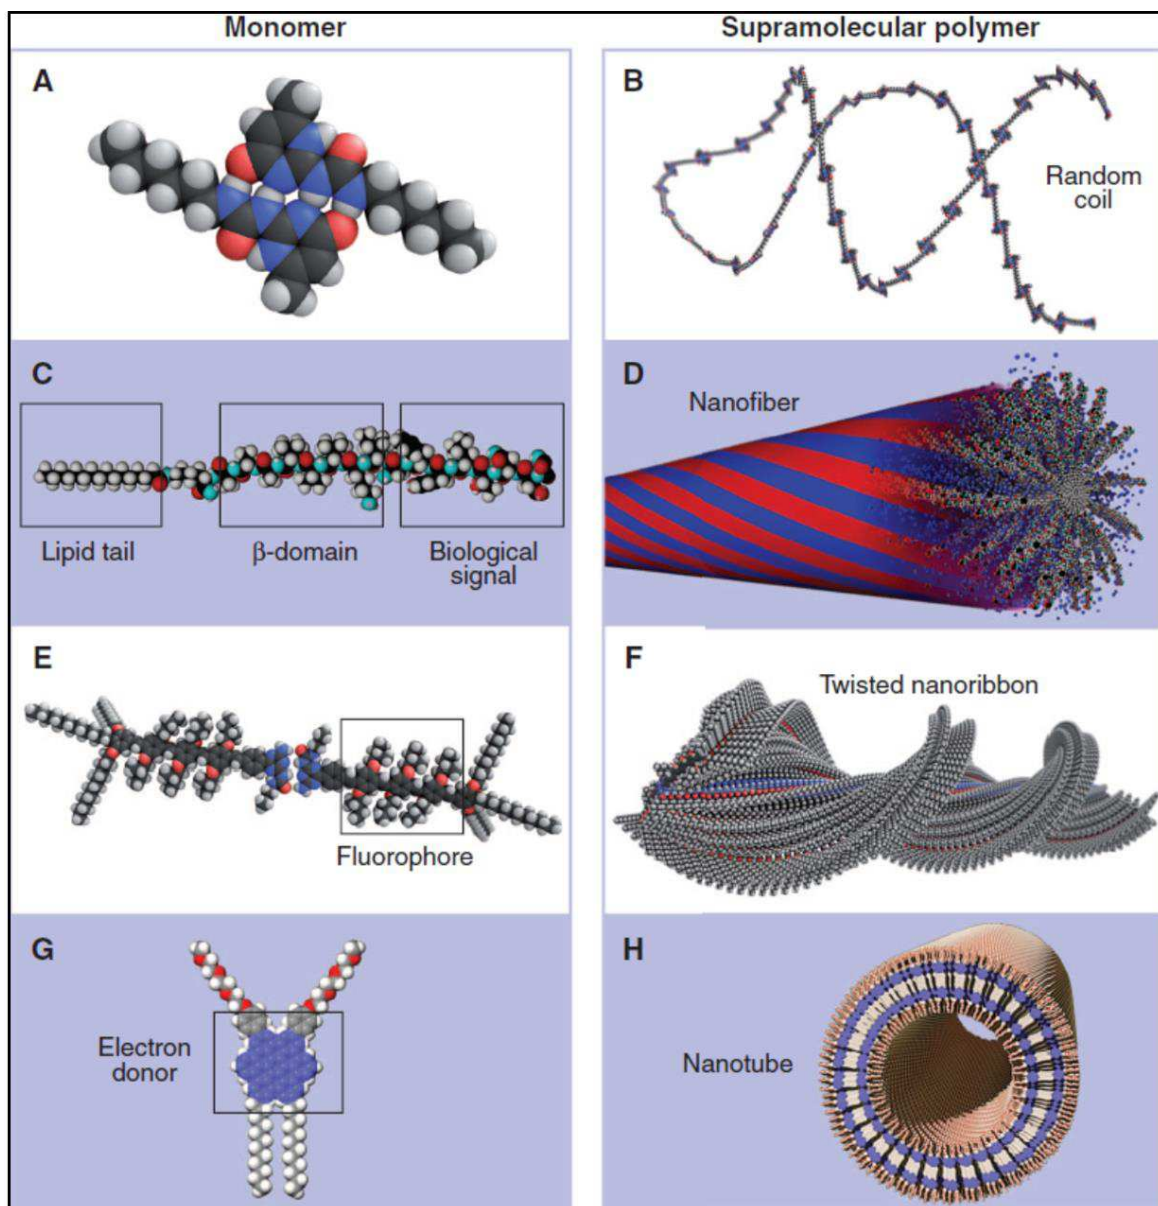 Monomer
Supramolecular polymer
A
B
Random
coil
C
Lipid tail
β-domain
Biological
signal
D
Nanofiber
E
Fluorophore
F
Twisted nanoribbon
G
Electron
donor
H
Nanotube